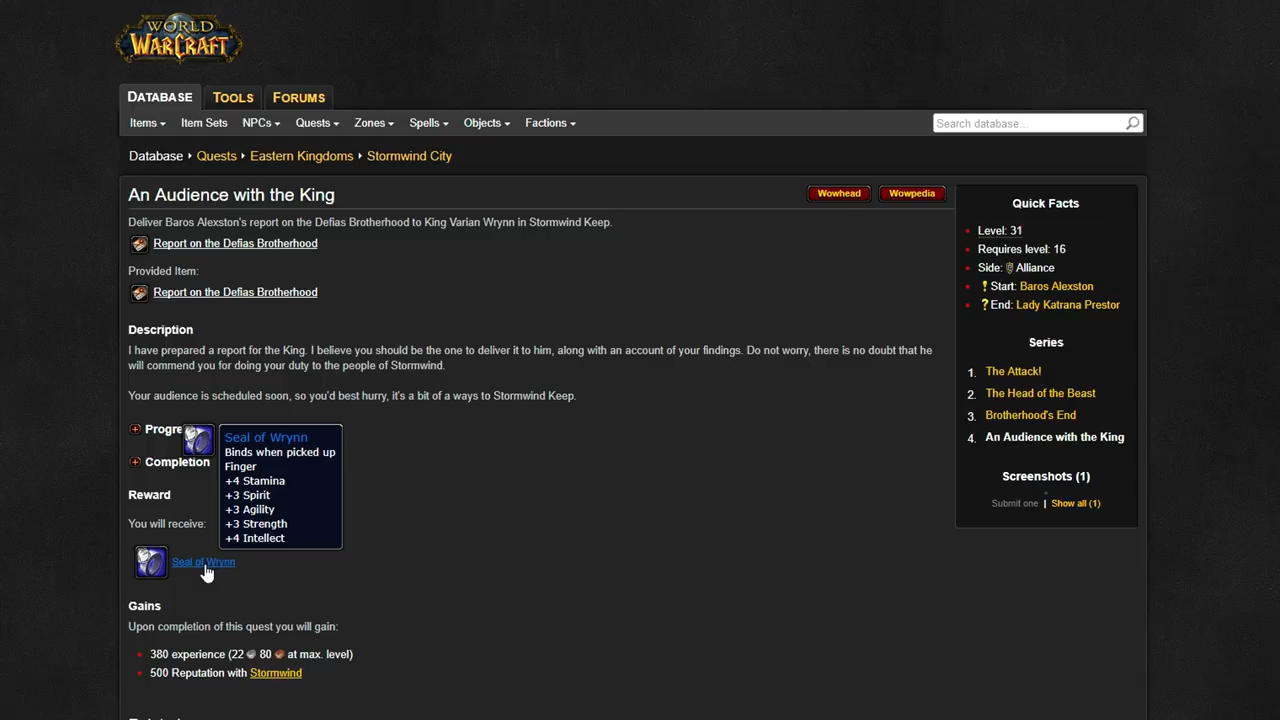 WORLD
OF
WARCRAFT
DATABASE TOOLS FORUMS
Items Item Sets NPCs Quests Zones Spells Objects Factions Search database...
Database Quests Eastern Kingdoms Stormwind City
An Audience with the King Wowhead Wowpedia
Deliver Baros Alexston's report on the Defias Brotherhood to King Varian Wrynn in Stormwind Keep.
Report on the Defias Brotherhood
Provided Item:
Report on the Defias Brotherhood
Description
I have prepared a report for the King. I believe you should be the one to deliver it to him, along with an account of your findings. Do not worry, there is no doubt that he
will commend you for doing your duty to the people of Stormwind.
Your audience is scheduled soon, so you'd best hurry, it's a bit of a ways to Stormwind Keep.
Progre
Completion
Seal of Wrynn
Binds when picked up
Finger
+4 Stamina
+3 Spirit
+3 Agility
+3 Strength
+4 Intellect
Reward
You will receive:
Seal of Wrynn
Gains
Upon completion of this quest you will gain:
380 experience (22 80 at max. level)
500 Reputation with Stormwind
Quick Facts
Level: 31
Requires level: 16
Side: Alliance
! Start: Baros Alexston
? End: Lady Katrana Prestor
Series
1. The Attack!
2. The Head of the Beast
3. Brotherhood's End
4. An Audience with the King
Screenshots (1)
Submit one | Show all (1)